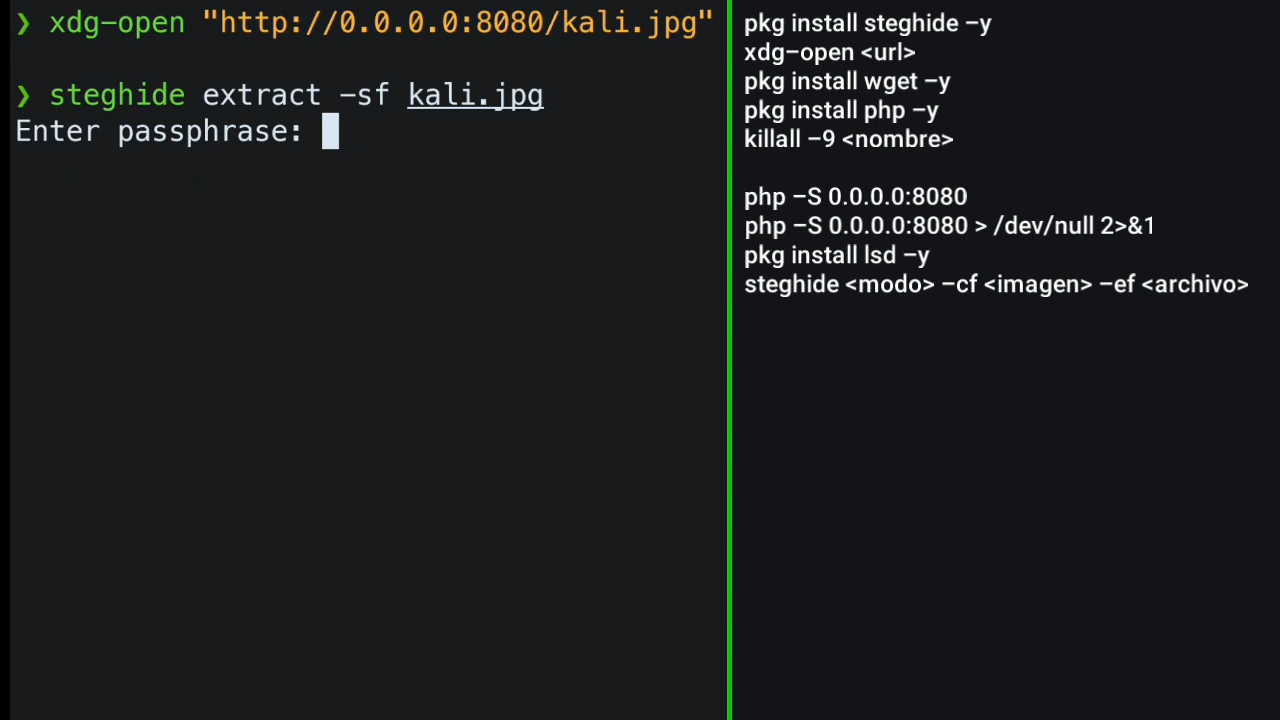 ❯ xdg-open "http://0.0.0.0:8080/kali.jpg"
❯ steghide extract -sf kali.jpg
Enter passphrase:
pkg install steghide -y
xdg-open <url>
pkg install wget -y
pkg install php -y
killall -9 <nombre>
php -S 0.0.0.0:8080
php -S 0.0.0.0:8080 > /dev/null 2>&1
pkg install lsd -y
steghide <modo> -cf <imagen> -ef <archivo>